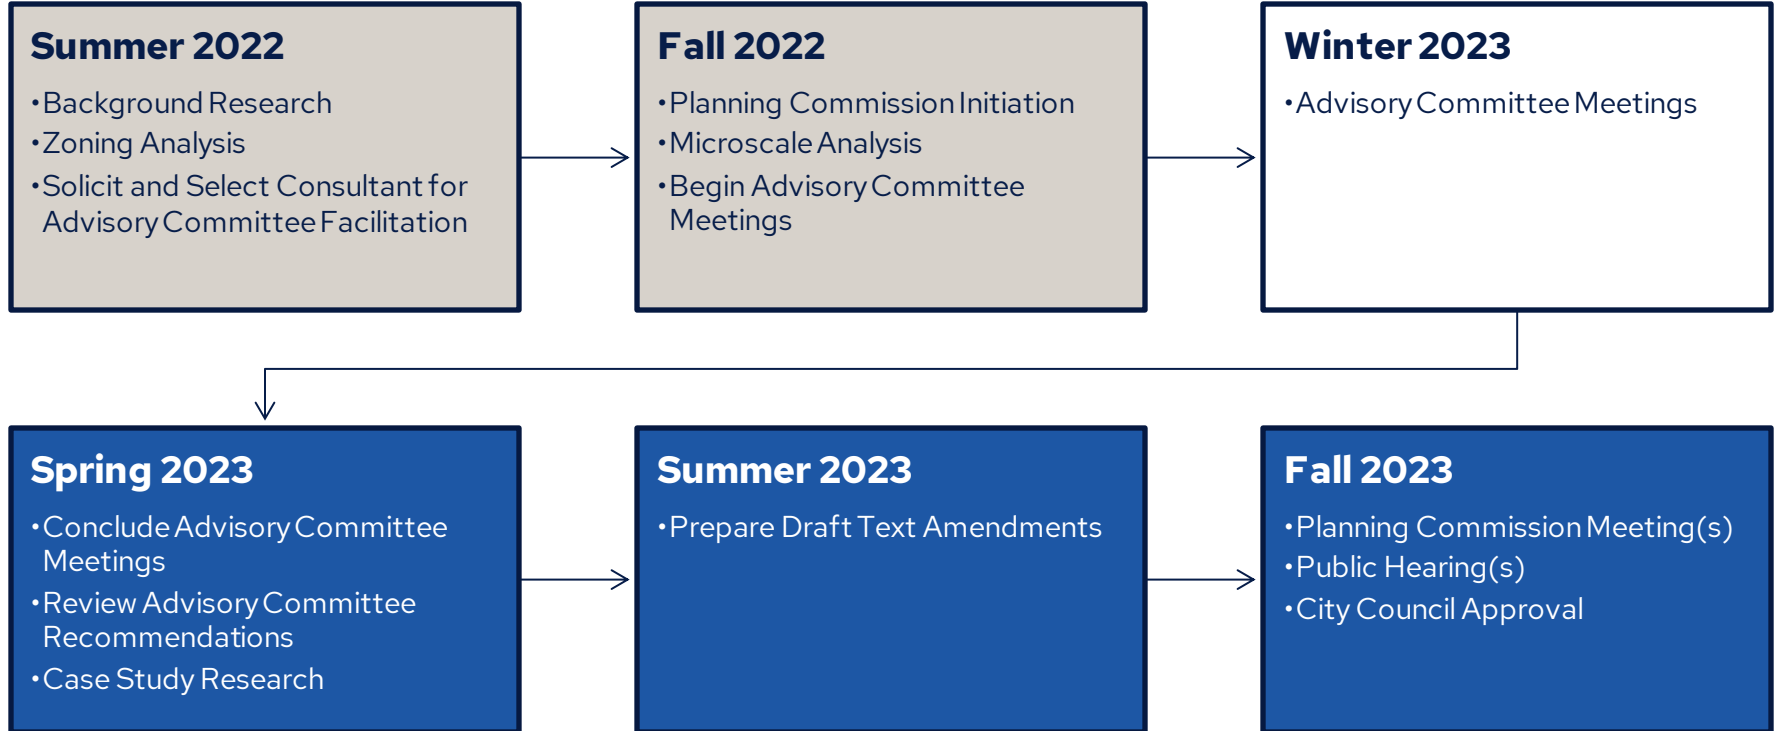 Summer 2022
•Background Research
•Zoning Analysis
•Solicit and Select Consultant for
Advisory Committee Facilitation
Fall 2022
•Planning Commission Initiation
•Microscale Analysis
•Begin Advisory Committee
Meetings
Winter 2023
•Advisory Committee Meetings
Spring 2023
•Conclude Advisory Committee
Meetings
•Review Advisory Committee
Recommendations
•Case Study Research
Summer 2023
•Prepare Draft Text Amendments
Fall 2023
•Planning Commission Meeting(s)
•Public Hearing(s)
•City Council Approval